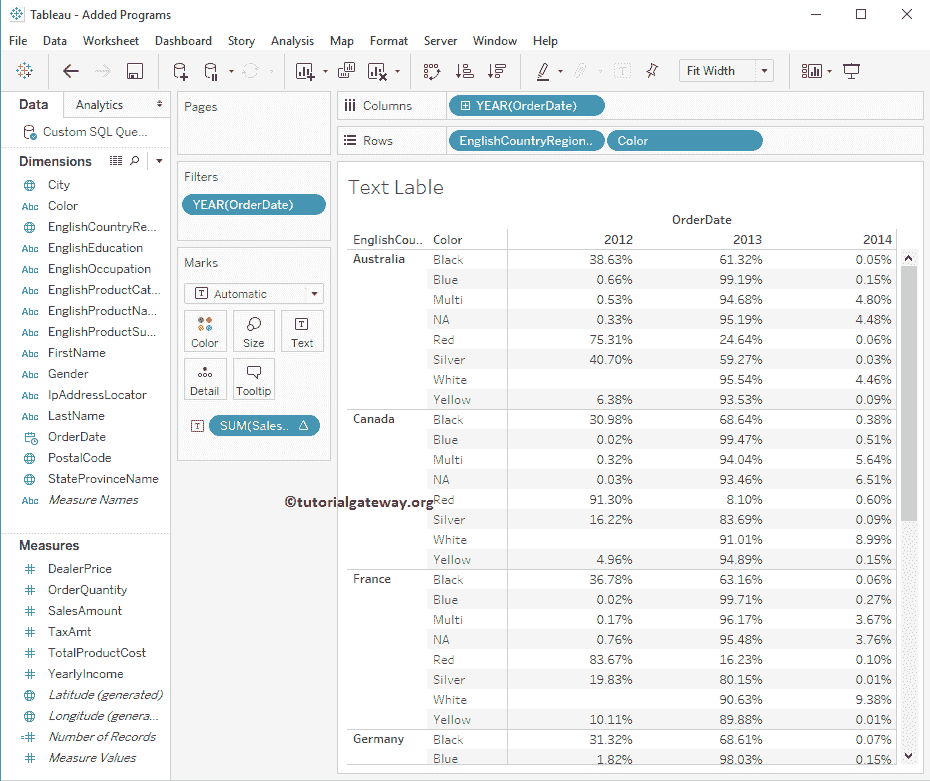 Tableau - Added Programs
File Data Worksheet Dashboard Story Analysis Map Format Server Window Help
Fit Width
Data Analytics
Custom SQL Que...
Dimensions
City
Color
EnglishCountryRe...
EnglishEducation
EnglishOccupation
EnglishProductCat...
EnglishProductNa...
EnglishProductSu...
FirstName
Gender
IpAddressLocator
LastName
OrderDate
PostalCode
StateProvinceName
Measure Names
Abc
Abc
Abc
Abc
Abc
Abc
Abc
Abc
Abc
Abc
Abc
Measures
DealerPrice
OrderQuantity
SalesAmount
TaxAmt
TotalProductCost
YearlyIncome
Latitude (generated)
Longitude (genera...
Number of Records
Measure Values
Pages
Filters
YEAR(OrderDate)
Marks
T Automatic
Color Size T Text
Detail Tooltip
T SUM(Sales..
Columns YEAR(OrderDate)
Rows EnglishCountryRegion.. Color
Text Lable
OrderDate
EnglishCou.. Color 2012 2013 2014
Australia Black 38.63% 61.32% 0.05%
Blue 0.66% 99.19% 0.15%
Multi 0.53% 94.68% 4.80%
NA 0.33% 95.19% 4.48%
Red 75.31% 24.64% 0.06%
Silver 40.70% 59.27% 0.03%
White 95.54% 4.46%
Yellow 6.38% 93.53% 0.09%
Canada Black 30.98% 68.64% 0.38%
Blue 0.02% 99.47% 0.51%
Multi 0.32% 94.04% 5.64%
NA 0.03% 93.46% 6.51%
©tutorialgateway.org
Red 91.30% 8.10% 0.60%
Silver 16.22% 83.69% 0.09%
White 91.01% 8.99%
Yellow 4.96% 94.89% 0.15%
France Black 36.78% 63.16% 0.06%
Blue 0.02% 99.71% 0.27%
Multi 0.17% 96.17% 3.67%
NA 0.76% 95.48% 3.76%
Red 83.67% 16.23% 0.10%
Silver 19.83% 80.15% 0.01%
White 90.63% 9.38%
Yellow 10.11% 89.88% 0.01%
Germany Black 31.32% 68.61% 0.07%
Blue 1.82% 98.03% 0.15%